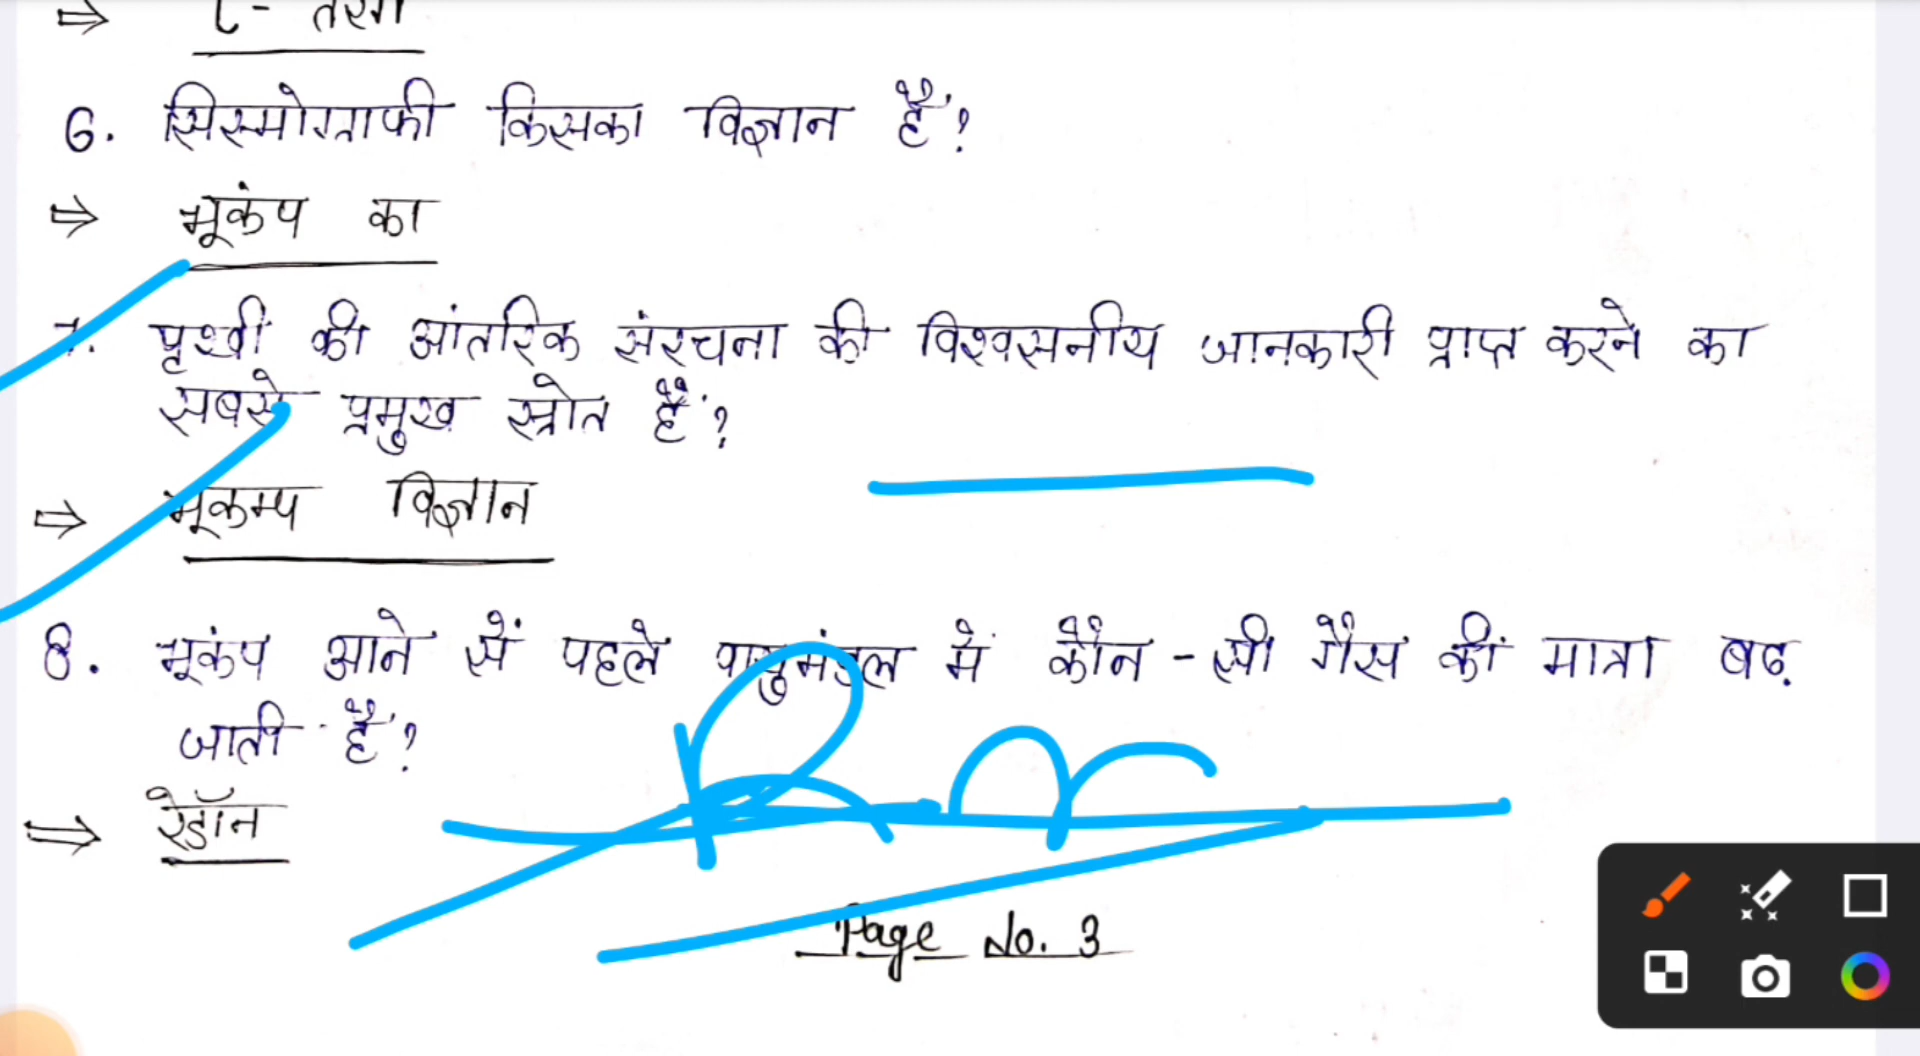 ⇒ L- तरंग
6. सिस्मोग्राफी किसका विज्ञान हैं?
⇒ भूकंप का
7. पृथ्वी की आंतरिक संरचना की विश्वसनीय जानकारी प्राप्त करने का
सबसे प्रमुख स्रोत हैं?
⇒ भूकम्प विज्ञान
8. भूकंप आने सें पहले वायुमंडल में कौन-सी गैस कीं मात्रा बढ़
जाती हैं?
⇒ रेडॉन
Page No. 3